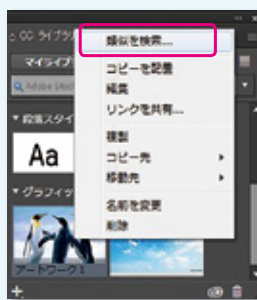 CC ライブラ
マイライブ
Adobe Stoc
類似を検索...
コピーを配置
編集
リンクを共有...
複製
コピー先
移動先
名前を変更
削除
段落スタイ
Aa
グラフィッ
アートワーク 1